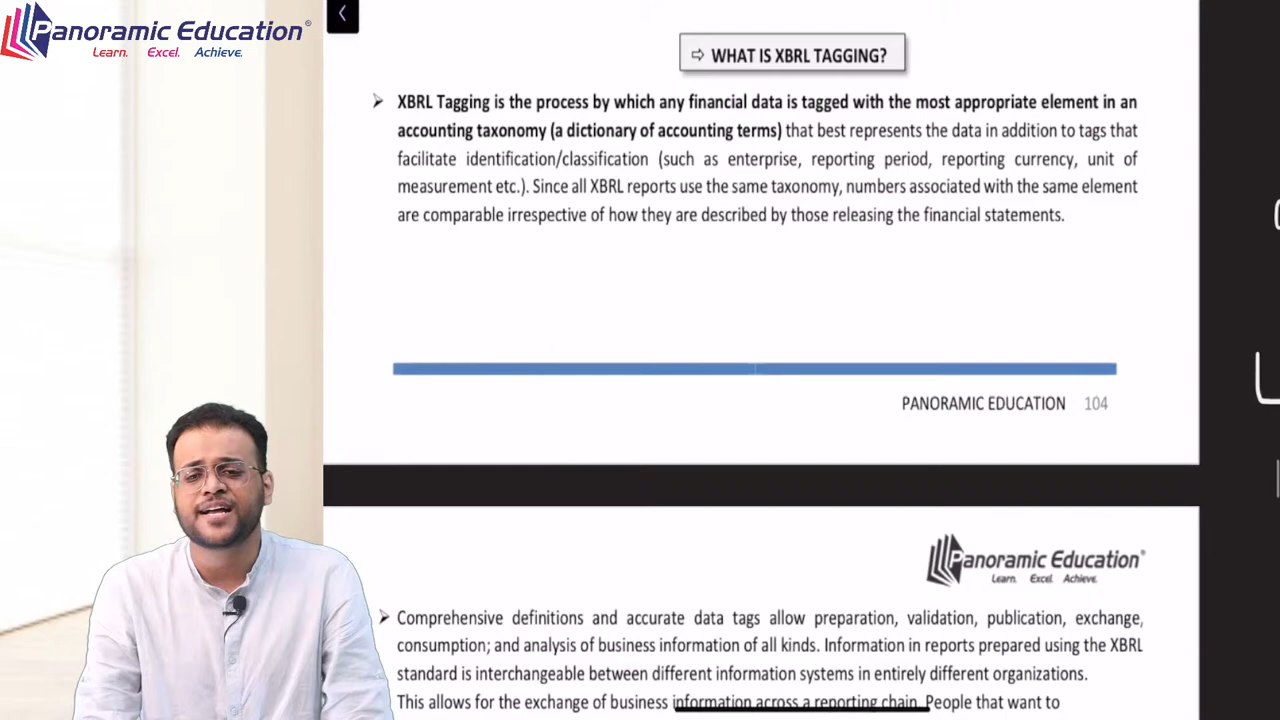 Panoramic Education®
Learn. Excel. Achieve.
⇨ WHAT IS XBRL TAGGING?
➢ XBRL Tagging is the process by which any financial data is tagged with the most appropriate element in an
accounting taxonomy (a dictionary of accounting terms) that best represents the data in addition to tags that
facilitate identification/classification (such as enterprise, reporting period, reporting currency, unit of
measurement etc.). Since all XBRL reports use the same taxonomy, numbers associated with the same element
are comparable irrespective of how they are described by those releasing the financial statements.
PANORAMIC EDUCATION 104
Panoramic Education®
Learn. Excel. Achieve.
➢ Comprehensive definitions and accurate data tags allow preparation, validation, publication, exchange,
consumption; and analysis of business information of all kinds. Information in reports prepared using the XBRL
standard is interchangeable between different information systems in entirely different organizations.
This allows for the exchange of business information across a reporting chain. People that want to